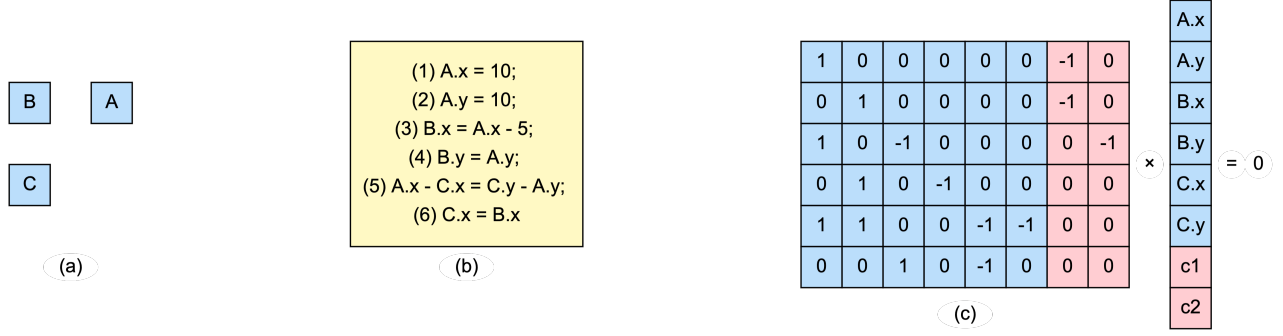 B A
C
(a)
(1) A.x = 10;
(2) A.y = 10;
(3) B.x = A.x - 5;
(4) B.y = A.y;
(5) A.x - C.x = C.y - A.y;
(6) C.x = B.x
(b)
1 0 0 0 0 0 -1 0
0 1 0 0 0 0 -1 0
1 0 -1 0 0 0 0 -1
0 1 0 -1 0 0 0 0
1 1 0 0 -1 -1 0 0
0 0 1 0 -1 0 0 0
(c)
×
A.x
A.y
B.x
B.y
C.x
C.y
c1
c2
= 0